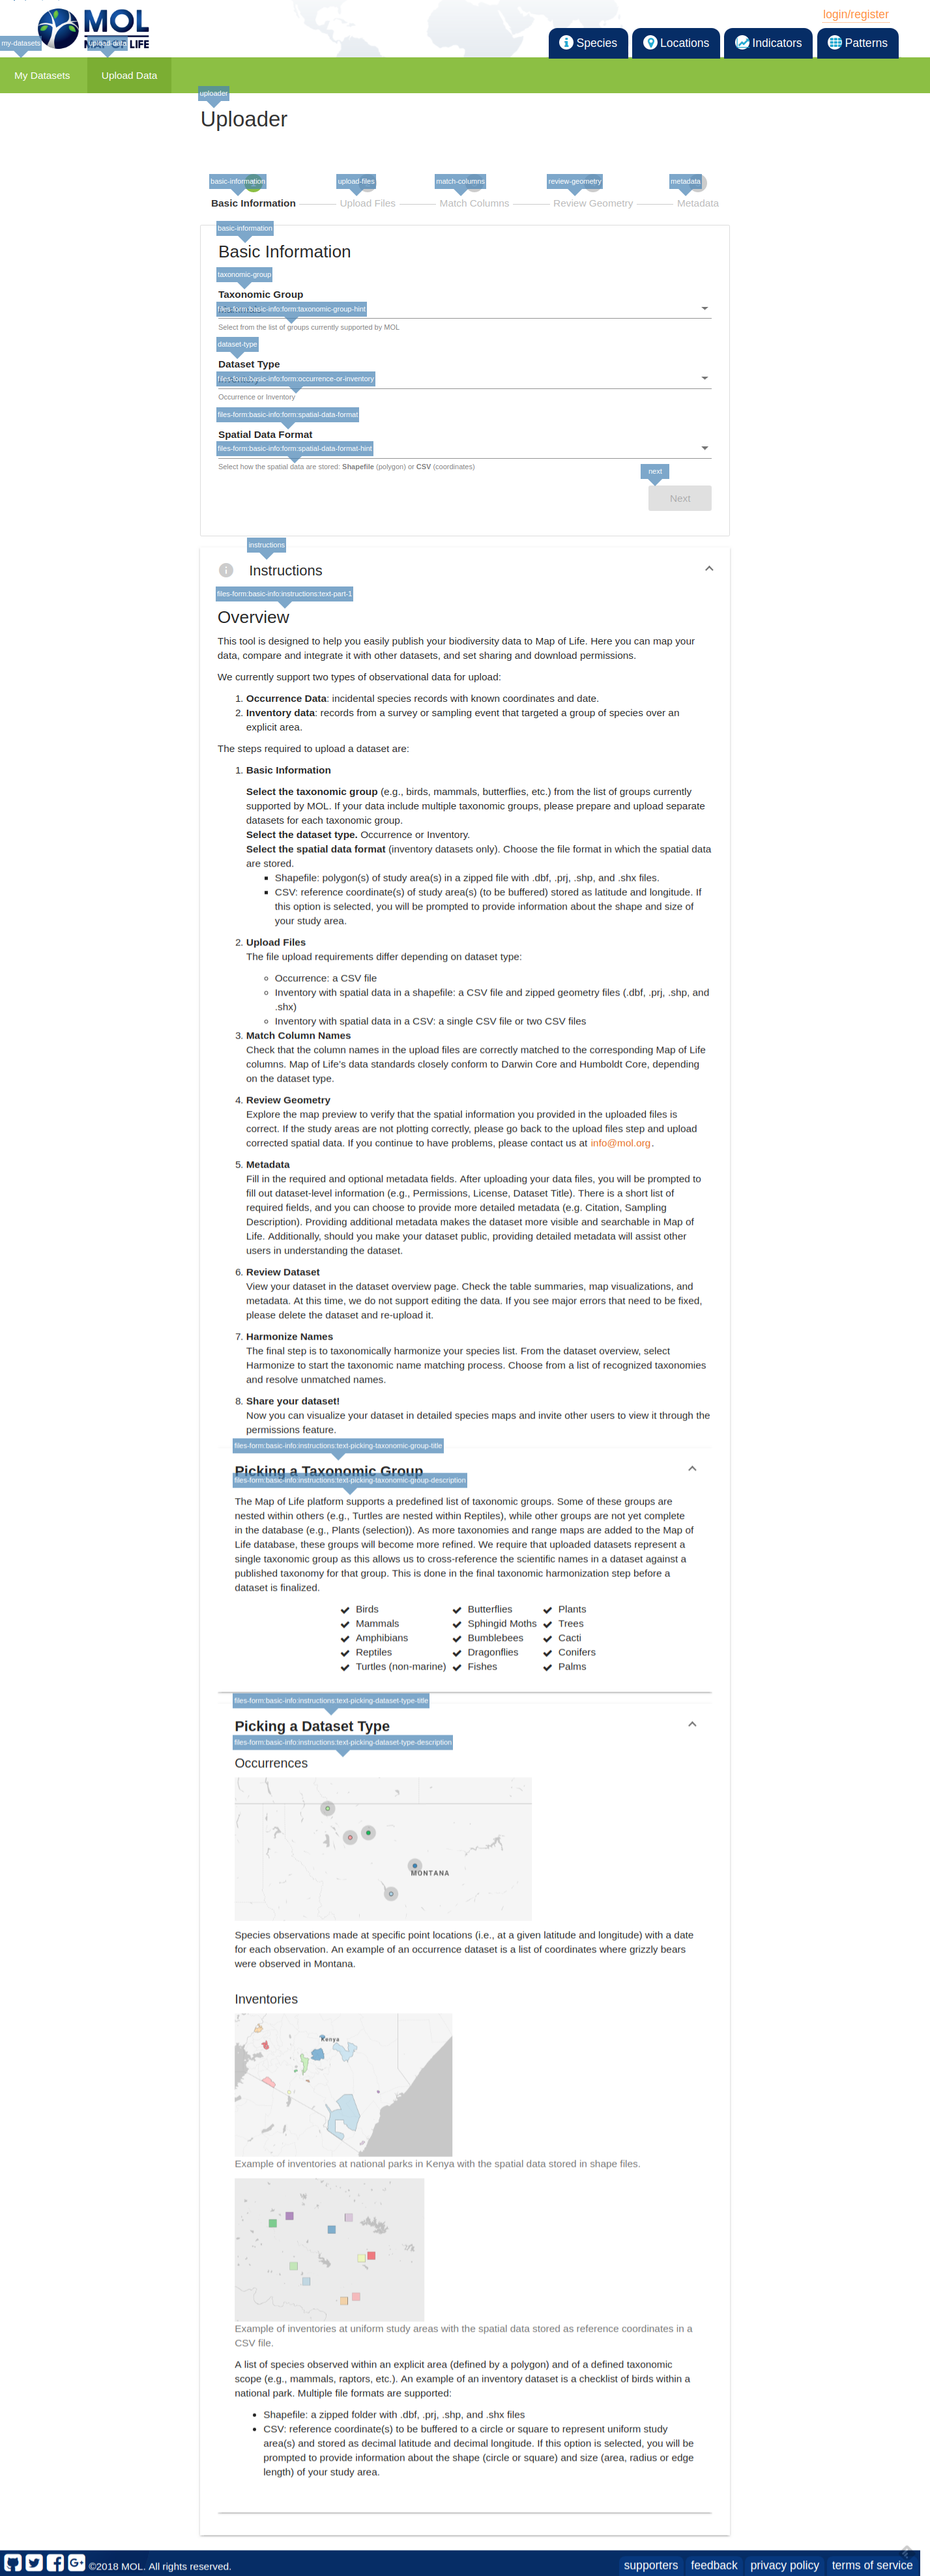 login/register
MOL
LIFE
Species
Locations
Indicators
Patterns
my-datasets
upload-data
My Datasets
Upload Data
uploader
Uploader
basic-information
upload-files
match-columns
review-geometry
metadata
Basic Information
Upload Files
Match Columns
Review Geometry
Metadata
basic-information
Basic Information
taxonomic-group
Taxonomic Group
files-form:basic-info:form:taxonomic-group-hint
Select from the list of groups currently supported by MOL
dataset-type
Dataset Type
files-form:basic-info:form:occurrence-or-inventory
Occurrence or Inventory
files-form:basic-info:form:spatial-data-format
Spatial Data Format
files-form:basic-info:form:spatial-data-format-hint
Select how the spatial data are stored: Shapefile (polygon) or CSV (coordinates)
next
Next
instructions
Instructions
files-form:basic-info:instructions:text-part-1
Overview
This tool is designed to help you easily publish your biodiversity data to Map of Life. Here you can map your
data, compare and integrate it with other datasets, and set sharing and download permissions.
We currently support two types of observational data for upload:
1. Occurrence Data: incidental species records with known coordinates and date.
2. Inventory data: records from a survey or sampling event that targeted a group of species over an
explicit area.
The steps required to upload a dataset are:
1. Basic Information
Select the taxonomic group (e.g., birds, mammals, butterflies, etc.) from the list of groups currently
supported by MOL. If your data include multiple taxonomic groups, please prepare and upload separate
datasets for each taxonomic group.
Select the dataset type. Occurrence or Inventory.
Select the spatial data format (inventory datasets only). Choose the file format in which the spatial data
are stored.
Shapefile: polygon(s) of study area(s) in a zipped file with .dbf, .prj, .shp, and .shx files.
CSV: reference coordinate(s) of study area(s) (to be buffered) stored as latitude and longitude. If
this option is selected, you will be prompted to provide information about the shape and size of
your study area.
2. Upload Files
The file upload requirements differ depending on dataset type:
Occurrence: a CSV file
Inventory with spatial data in a shapefile: a CSV file and zipped geometry files (.dbf, .prj, .shp, and
.shx)
Inventory with spatial data in a CSV: a single CSV file or two CSV files
3. Match Column Names
Check that the column names in the upload files are correctly matched to the corresponding Map of Life
columns. Map of Life's data standards closely conform to Darwin Core and Humboldt Core, depending
on the dataset type.
4. Review Geometry
Explore the map preview to verify that the spatial information you provided in the uploaded files is
correct. If the study areas are not plotting correctly, please go back to the upload files step and upload
corrected spatial data. If you continue to have problems, please contact us at info@mol.org.
5. Metadata
Fill in the required and optional metadata fields. After uploading your data files, you will be prompted to
fill out dataset-level information (e.g., Permissions, License, Dataset Title). There is a short list of
required fields, and you can choose to provide more detailed metadata (e.g. Citation, Sampling
Description). Providing additional metadata makes the dataset more visible and searchable in Map of
Life. Additionally, should you make your dataset public, providing detailed metadata will assist other
users in understanding the dataset.
6. Review Dataset
View your dataset in the dataset overview page. Check the table summaries, map visualizations, and
metadata. At this time, we do not support editing the data. If you see major errors that need to be fixed,
please delete the dataset and re-upload it.
7. Harmonize Names
The final step is to taxonomically harmonize your species list. From the dataset overview, select
Harmonize to start the taxonomic name matching process. Choose from a list of recognized taxonomies
and resolve unmatched names.
8. Share your dataset!
Now you can visualize your dataset in detailed species maps and invite other users to view it through the
permissions feature.
files-form:basic-info:instructions:text-picking-taxonomic-group-title
Picking a Taxonomic Group
files-form:basic-info:instructions:text-picking-taxonomic-group-description
The Map of Life platform supports a predefined list of taxonomic groups. Some of these groups are
nested within others (e.g., Turtles are nested within Reptiles), while other groups are not yet complete
in the database (e.g., Plants (selection)). As more taxonomies and range maps are added to the Map of
Life database, these groups will become more refined. We require that uploaded datasets represent a
single taxonomic group as this allows us to cross-reference the scientific names in a dataset against a
published taxonomy for that group. This is done in the final taxonomic harmonization step before a
dataset is finalized.
Birds
Mammals
Amphibians
Reptiles
Turtles (non-marine)
Butterflies
Sphingid Moths
Bumblebees
Dragonflies
Fishes
Plants
Trees
Cacti
Conifers
Palms
files-form:basic-info:instructions:text-picking-dataset-type-title
Picking a Dataset Type
files-form:basic-info:instructions:text-picking-dataset-type-description
Occurrences
MONTANA
Species observations made at specific point locations (i.e., at a given latitude and longitude) with a date
for each observation. An example of an occurrence dataset is a list of coordinates where grizzly bears
were observed in Montana.
Inventories
Kenya
Example of inventories at national parks in Kenya with the spatial data stored in shape files.
Example of inventories at uniform study areas with the spatial data stored as reference coordinates in a
CSV file.
A list of species observed within an explicit area (defined by a polygon) and of a defined taxonomic
scope (e.g., mammals, raptors, etc.). An example of an inventory dataset is a checklist of birds within a
national park. Multiple file formats are supported:
Shapefile: a zipped folder with .dbf, .prj, .shp, and .shx files
CSV: reference coordinate(s) to be buffered to a circle or square to represent uniform study
area(s) and stored as decimal latitude and decimal longitude. If this option is selected, you will be
prompted to provide information about the shape (circle or square) and size (area, radius or edge
length) of your study area.
©2018 MOL. All rights reserved.
supporters
feedback
privacy policy
terms of service